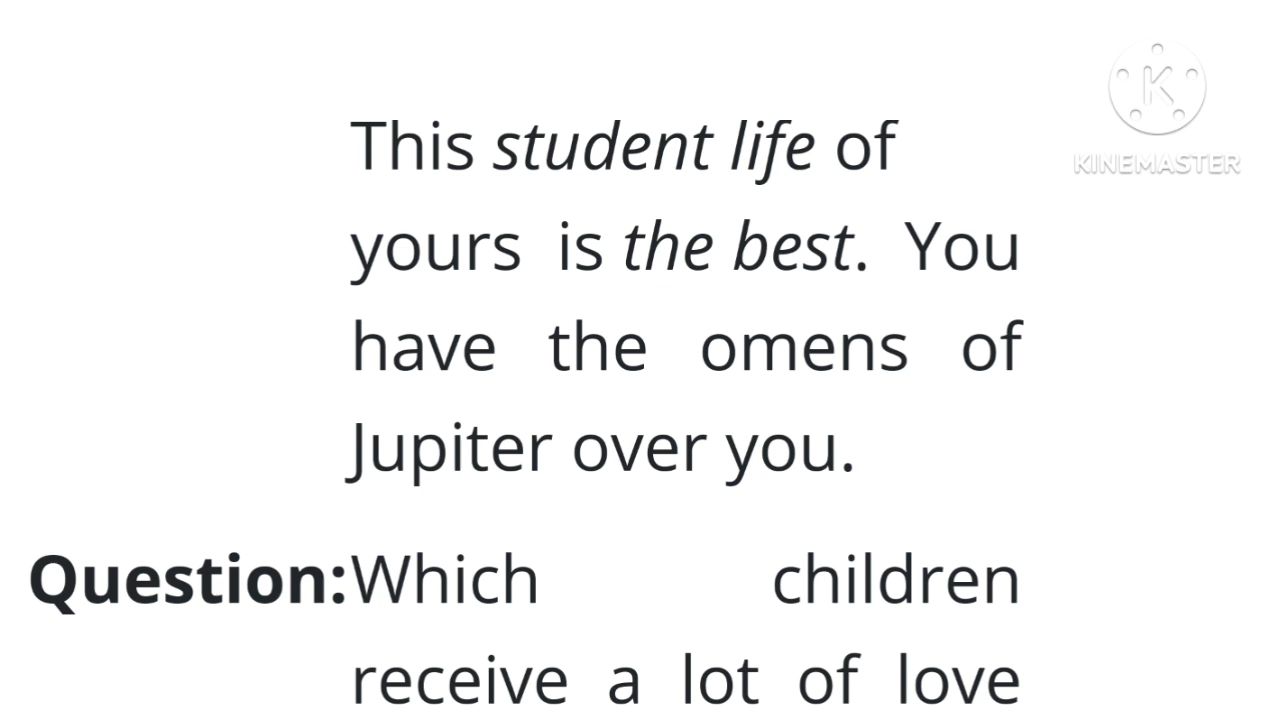 This student life of
KINEMASTER
yours is the best. You
have the omens of
Jupiter over you.
Question: Which children
receive a lot of love